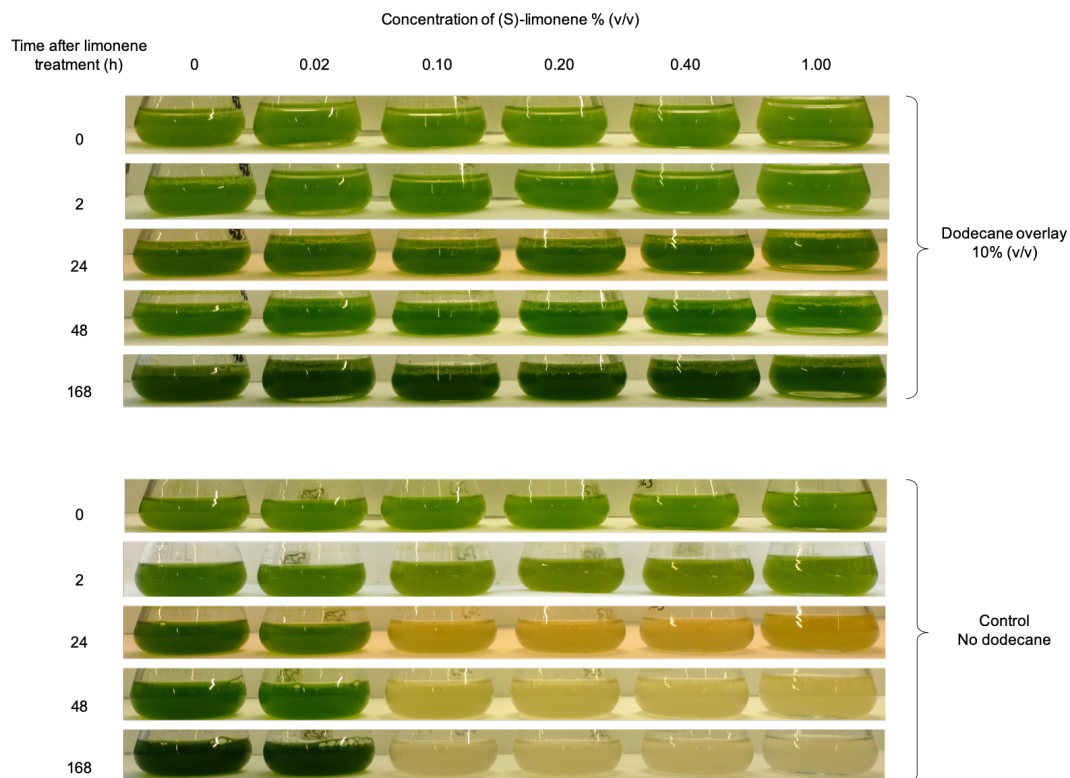 Concentration of (S)-limonene % (v/v)
Time after limonene
treatment (h)
0
0.02
0.10
0.20
0.40
1.00
0
2
24
48
168
Dodecane overlay
10% (v/v)
0
2
24
48
168
Control
No dodecane